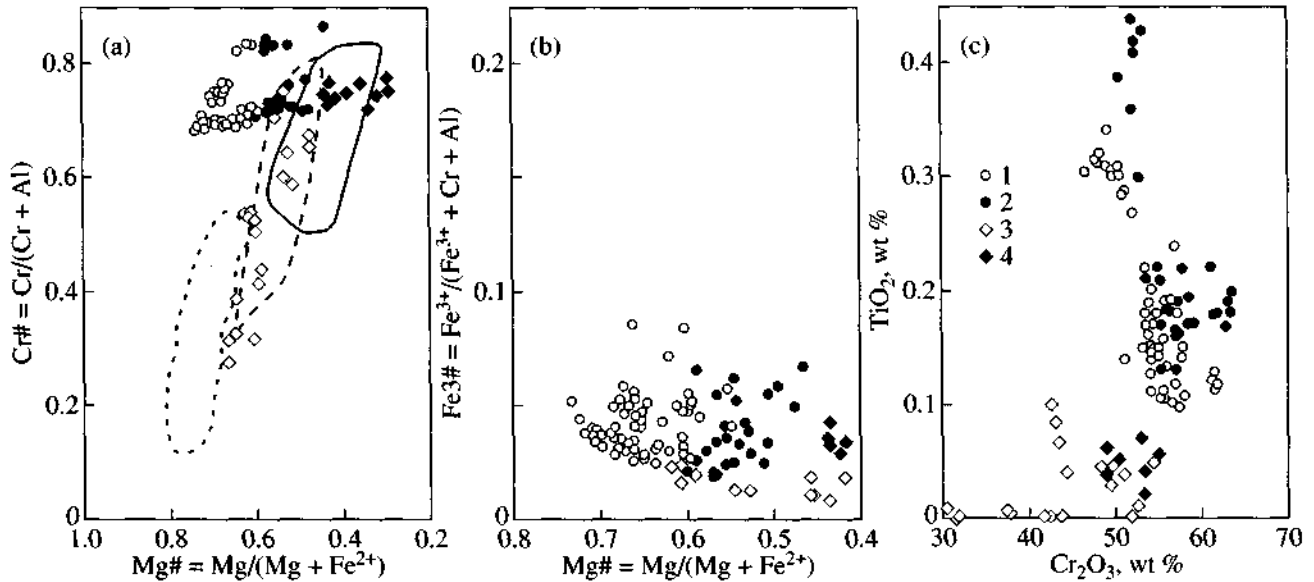 (a)
Cr# = Cr/(Cr + Al)
0.8
0.6
0.4
0.2
0
1.0 0.8 0.6 0.4 0.2
Mg# = Mg/(Mg + Fe²⁺)
(b)
Fe3# = Fe³⁺/(Fe³⁺ + Cr + Al)
0.2
0.1
0
0.8 0.7 0.6 0.5 0.4
Mg# = Mg/(Mg + Fe²⁺)
(c)
TiO₂, wt %
0.4
0.3
0.2
0.1
0
1
2
3
4
30 40 50 60 70
Cr₂O₃, wt %